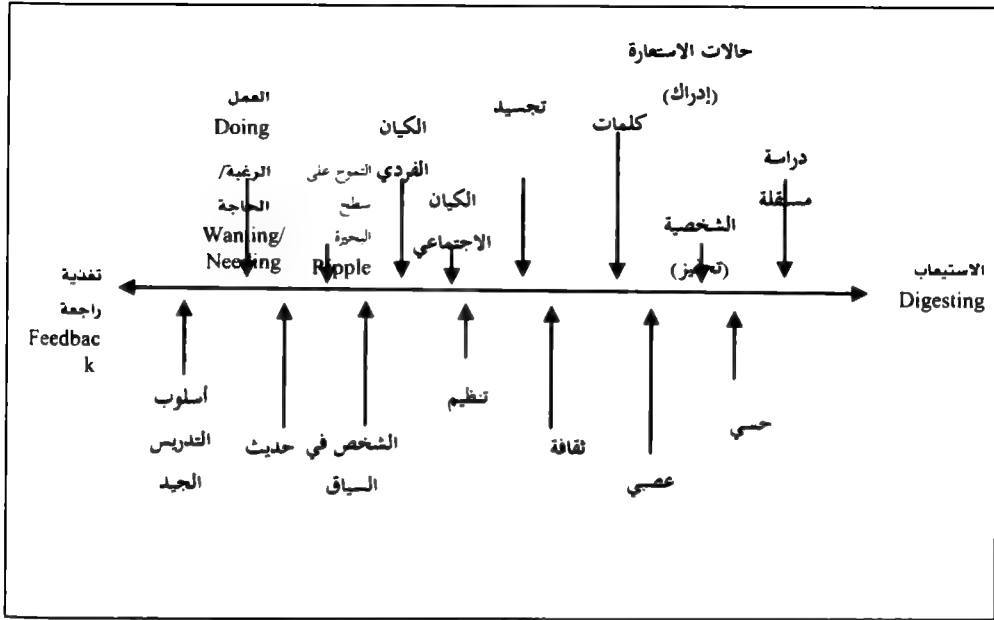 حالات الاستعارة
(إدراك)
كلمات
تجسيد
العمل
Doing
الرغبة/
الحاجة
Wanting/
Needing
التموج على
سطح
البحيرة
Ripple
الكيان
الفردي
الكيان
الاجتماعي
دراسة
مستقلة
الشخصية
(تحفيز)
تغذية
راجعة
Feedbac
k
الاستيعاب
Digesting
أسلوب
التدريس
الجيد
حديث
الشخص في
السياق
تنظيم
ثقافة
عصبي
حسي